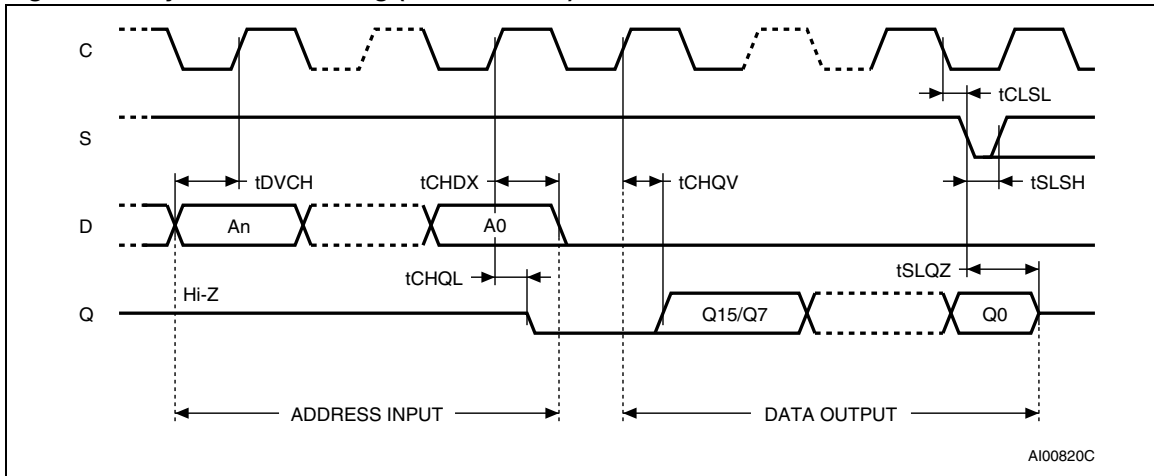 C
tCLSL
S
tDVCH
tCHDX
tCHQV
tSLSH
D
An
A0
tCHQL
tSLQZ
Hi-Z
Q
Q15/Q7
Q0
ADDRESS INPUT
DATA OUTPUT
AI00820C